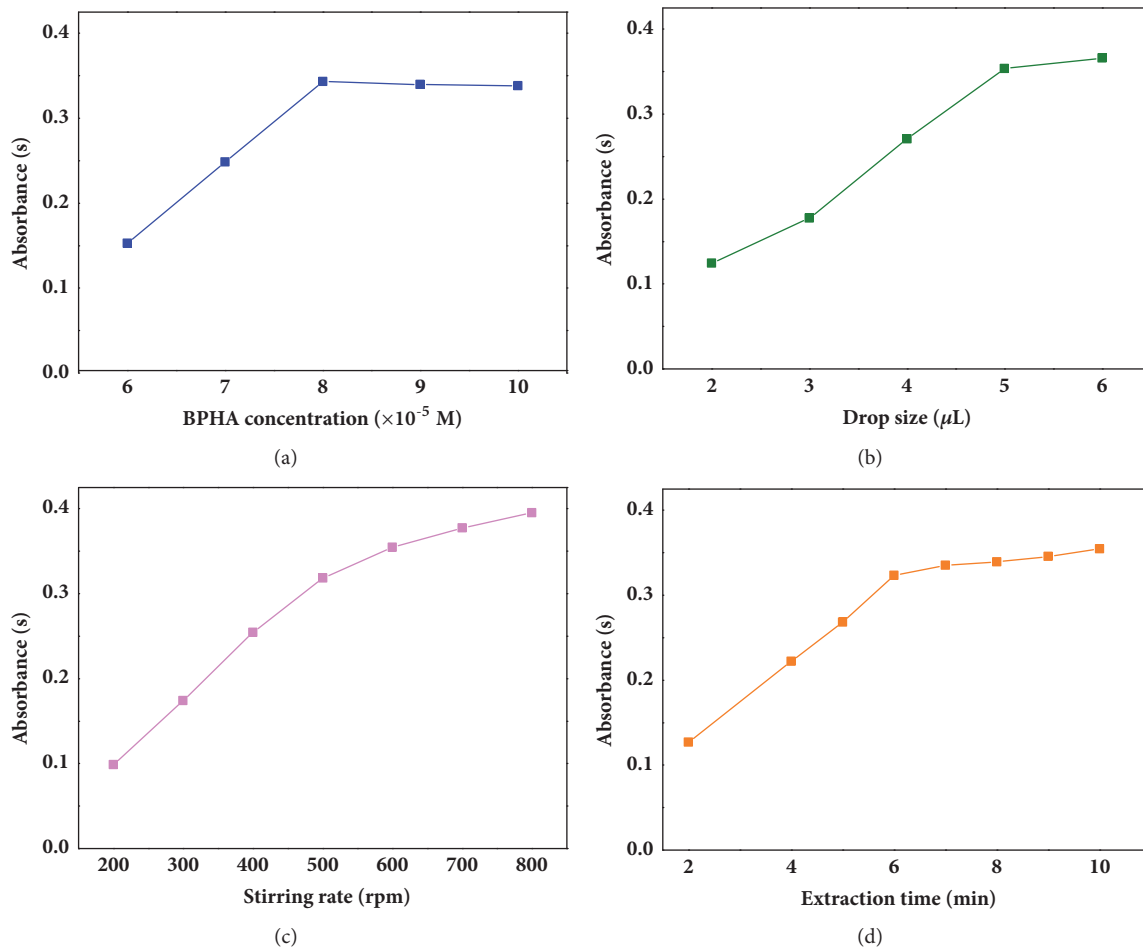 0.4
0.3
0.2
0.1
0.0
Absorbance (s)
6 7 8 9 10
BPHA concentration (×10⁻⁵ M)
(a)
0.4
0.3
0.2
0.1
0.0
Absorbance (s)
2 3 4 5 6
Drop size (μL)
(b)
0.4
0.3
0.2
0.1
0.0
Absorbance (s)
200 300 400 500 600 700 800
Stirring rate (rpm)
(c)
0.4
0.3
0.2
0.1
0.0
Absorbance (s)
2 4 6 8 10
Extraction time (min)
(d)